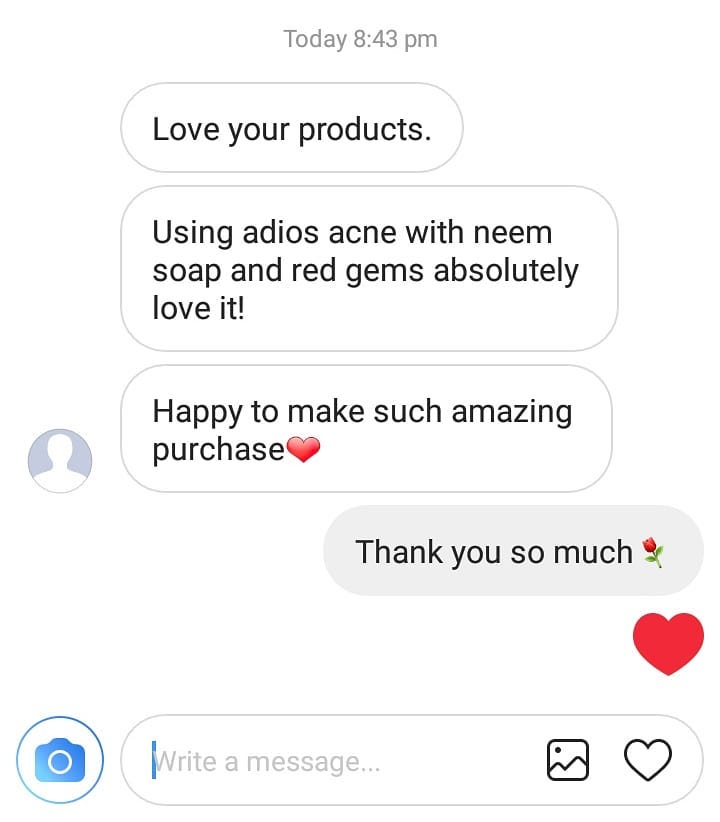 Today 8:43 pm
Love your products.
Using adios acne with neem
soap and red gems absolutely
love it!
Happy to make such amazing
purchase❤️
Thank you so much🌹
Write a message...